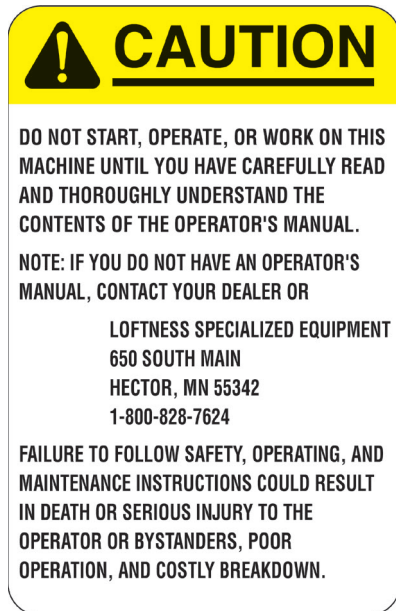 CAUTION
DO NOT START, OPERATE, OR WORK ON THIS
MACHINE UNTIL YOU HAVE CAREFULLY READ
AND THOROUGHLY UNDERSTAND THE
CONTENTS OF THE OPERATOR'S MANUAL.
NOTE: IF YOU DO NOT HAVE AN OPERATOR'S
MANUAL, CONTACT YOUR DEALER OR
LOFTNESS SPECIALIZED EQUIPMENT
650 SOUTH MAIN
HECTOR, MN 55342
1-800-828-7624
FAILURE TO FOLLOW SAFETY, OPERATING, AND
MAINTENANCE INSTRUCTIONS COULD RESULT
IN DEATH OR SERIOUS INJURY TO THE
OPERATOR OR BYSTANDERS, POOR
OPERATION, AND COSTLY BREAKDOWN.